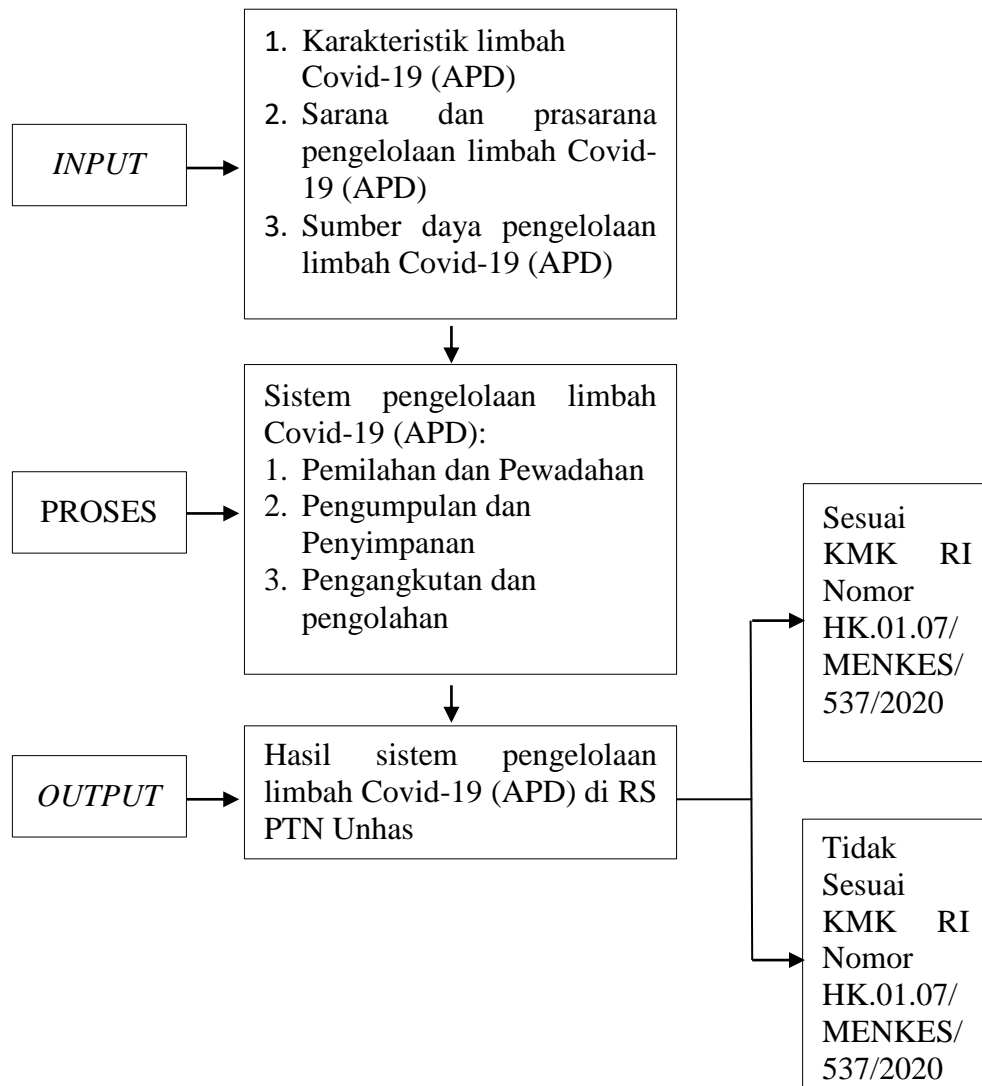 INPUT
1. Karakteristik limbah
Covid-19 (APD)
2. Sarana dan prasarana
pengelolaan limbah Covid-
19 (APD)
3. Sumber daya pengelolaan
limbah Covid-19 (APD)
PROSES
Sistem pengelolaan limbah
Covid-19 (APD):
1. Pemilahan dan Pewadahan
2. Pengumpulan dan
Penyimpanan
3. Pengangkutan dan
pengolahan
OUTPUT
Hasil sistem pengelolaan
limbah Covid-19 (APD) di RS
PTN Unhas
Sesuai
KMK RI
Nomor
HK.01.07/
MENKES/
537/2020
Tidak
Sesuai
KMK RI
Nomor
HK.01.07/
MENKES/
537/2020